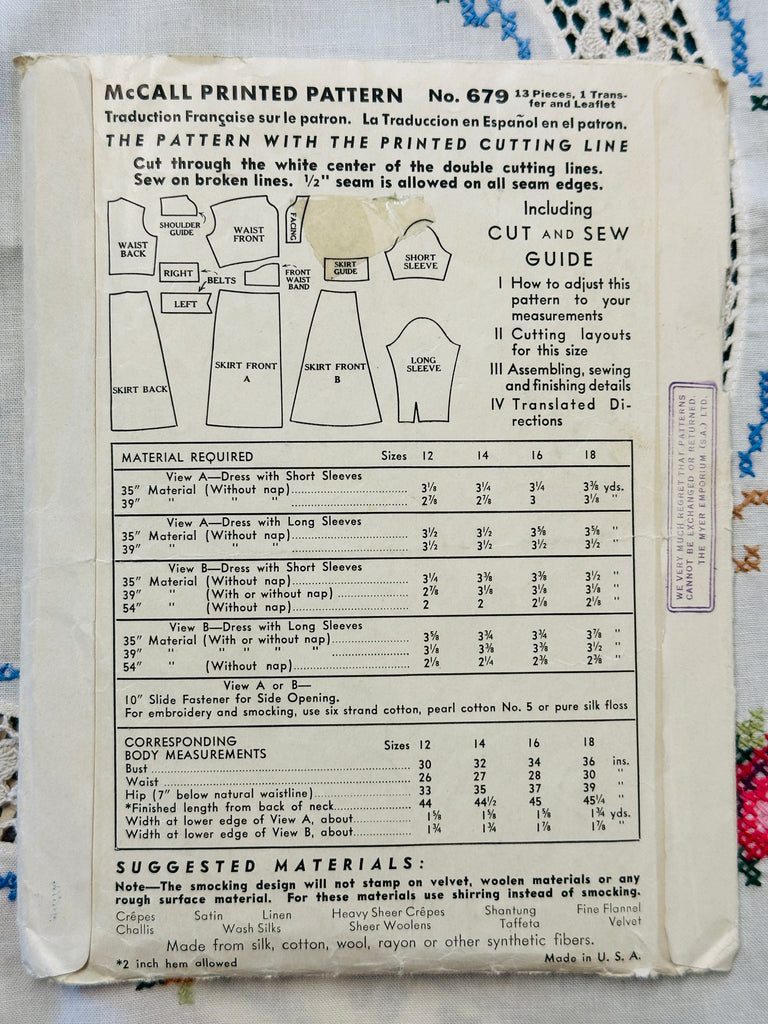 McCALL PRINTED PATTERN No. 679 13 Pieces, 1 Trans-
fer and Leaflet
Traduction Française sur le patron. La Traduccion en Español en el patron.
THE PATTERN WITH THE PRINTED CUTTING LINE
Cut through the white center of the double cutting lines.
Sew on broken lines. ½" seam is allowed on all seam edges.
WAIST
BACK
SHOULDER
GUIDE
WAIST
FRONT
FACING
SKIRT
GUIDE
SHORT
SLEEVE
RIGHT
BELTS
LEFT
FRONT
WAIST
BAND
SKIRT BACK
SKIRT FRONT
A
SKIRT FRONT
B
LONG
SLEEVE
Including
CUT AND SEW
GUIDE
I How to adjust this
pattern to your
measurements
II Cutting layouts
for this size
III Assembling, sewing
and finishing details
IV Translated Di-
rections
MATERIAL REQUIRED Sizes 12 14 16 18
View A—Dress with Short Sleeves
35" Material (Without nap) 3⅛ 3¼ 3¼ 3⅜ yds.
39" " " " 2⅞ 2⅞ 3 3⅛ "
View A—Dress with Long Sleeves
35" Material (Without nap) 3½ 3½ 3⅝ 3⅝ "
39" " " " 3½ 3½ 3½ 3½ "
View B—Dress with Short Sleeves
35" Material (Without nap) 3¼ 3⅜ 3⅜ 3½ "
39" " (With or without nap) 2⅞ 3⅛ 3⅛ 3⅛ "
54" " (Without nap) 2 2 2⅛ 2⅛ "
View B—Dress with Long Sleeves
35" Material (With or without nap) 3⅝ 3¾ 3¾ 3⅞ "
39" " " " " " 3⅛ 3⅜ 3⅜ 3½ "
54" " (Without nap) 2⅛ 2¼ 2⅜ 2⅜ "
View A or B—
10" Slide Fastener for Side Opening.
For embroidery and smocking, use six strand cotton, pearl cotton No. 5 or pure silk floss
CORRESPONDING
BODY MEASUREMENTS Sizes 12 14 16 18
Bust 30 32 34 36 ins.
Waist 26 27 28 30 "
Hip (7" below natural waistline) 33 35 37 39 "
*Finished length from back of neck 44 44½ 45 45¼ "
Width at lower edge of View A, about 1⅝ 1⅝ 1⅝ 1¾ yds.
Width at lower edge of View B, about 1¾ 1¾ 1⅞ 1⅞ "
SUGGESTED MATERIALS:
Note—The smocking design will not stamp on velvet, woolen materials or any
rough surface material. For these materials use shirring instead of smocking.
Crêpes Satin Linen Heavy Sheer Crêpes Shantung Fine Flannel
Challis Wash Silks Sheer Woolens Taffeta Velvet
Made from silk, cotton, wool, rayon or other synthetic fibers.
*2 inch hem allowed Made in U. S. A.
WE VERY MUCH REGRET THAT PATTERNS
CANNOT BE EXCHANGED OR RETURNED.
THE MYER EMPORIUM (S.A.) LTD.